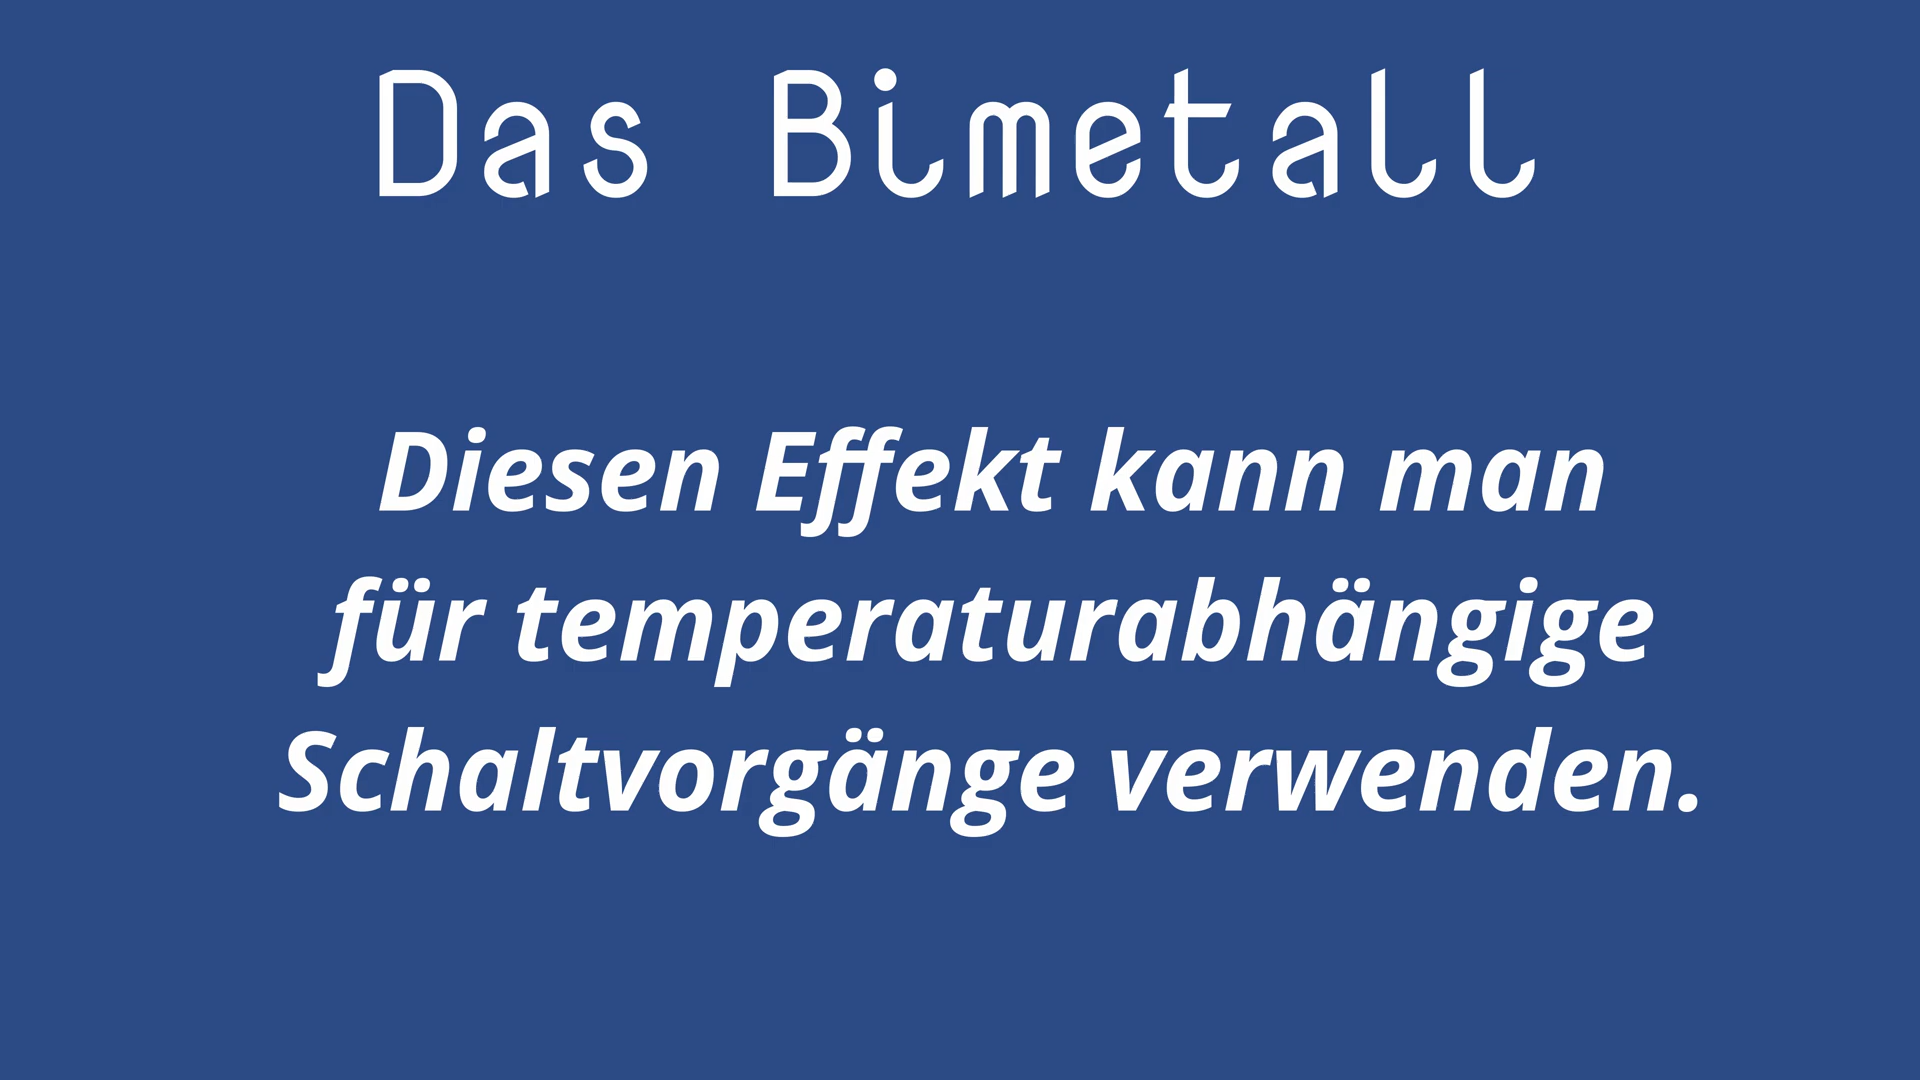 Das Bimetall
Diesen Effekt kann man
für temperaturabhängige
Schaltvorgänge verwenden.